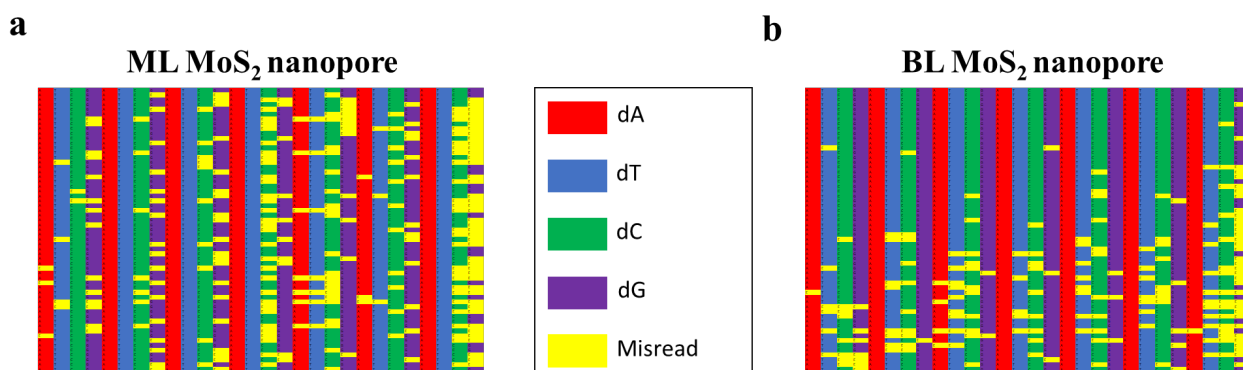 a
ML MoS₂ nanopore
dA
dT
dC
dG
Misread
b
BL MoS₂ nanopore